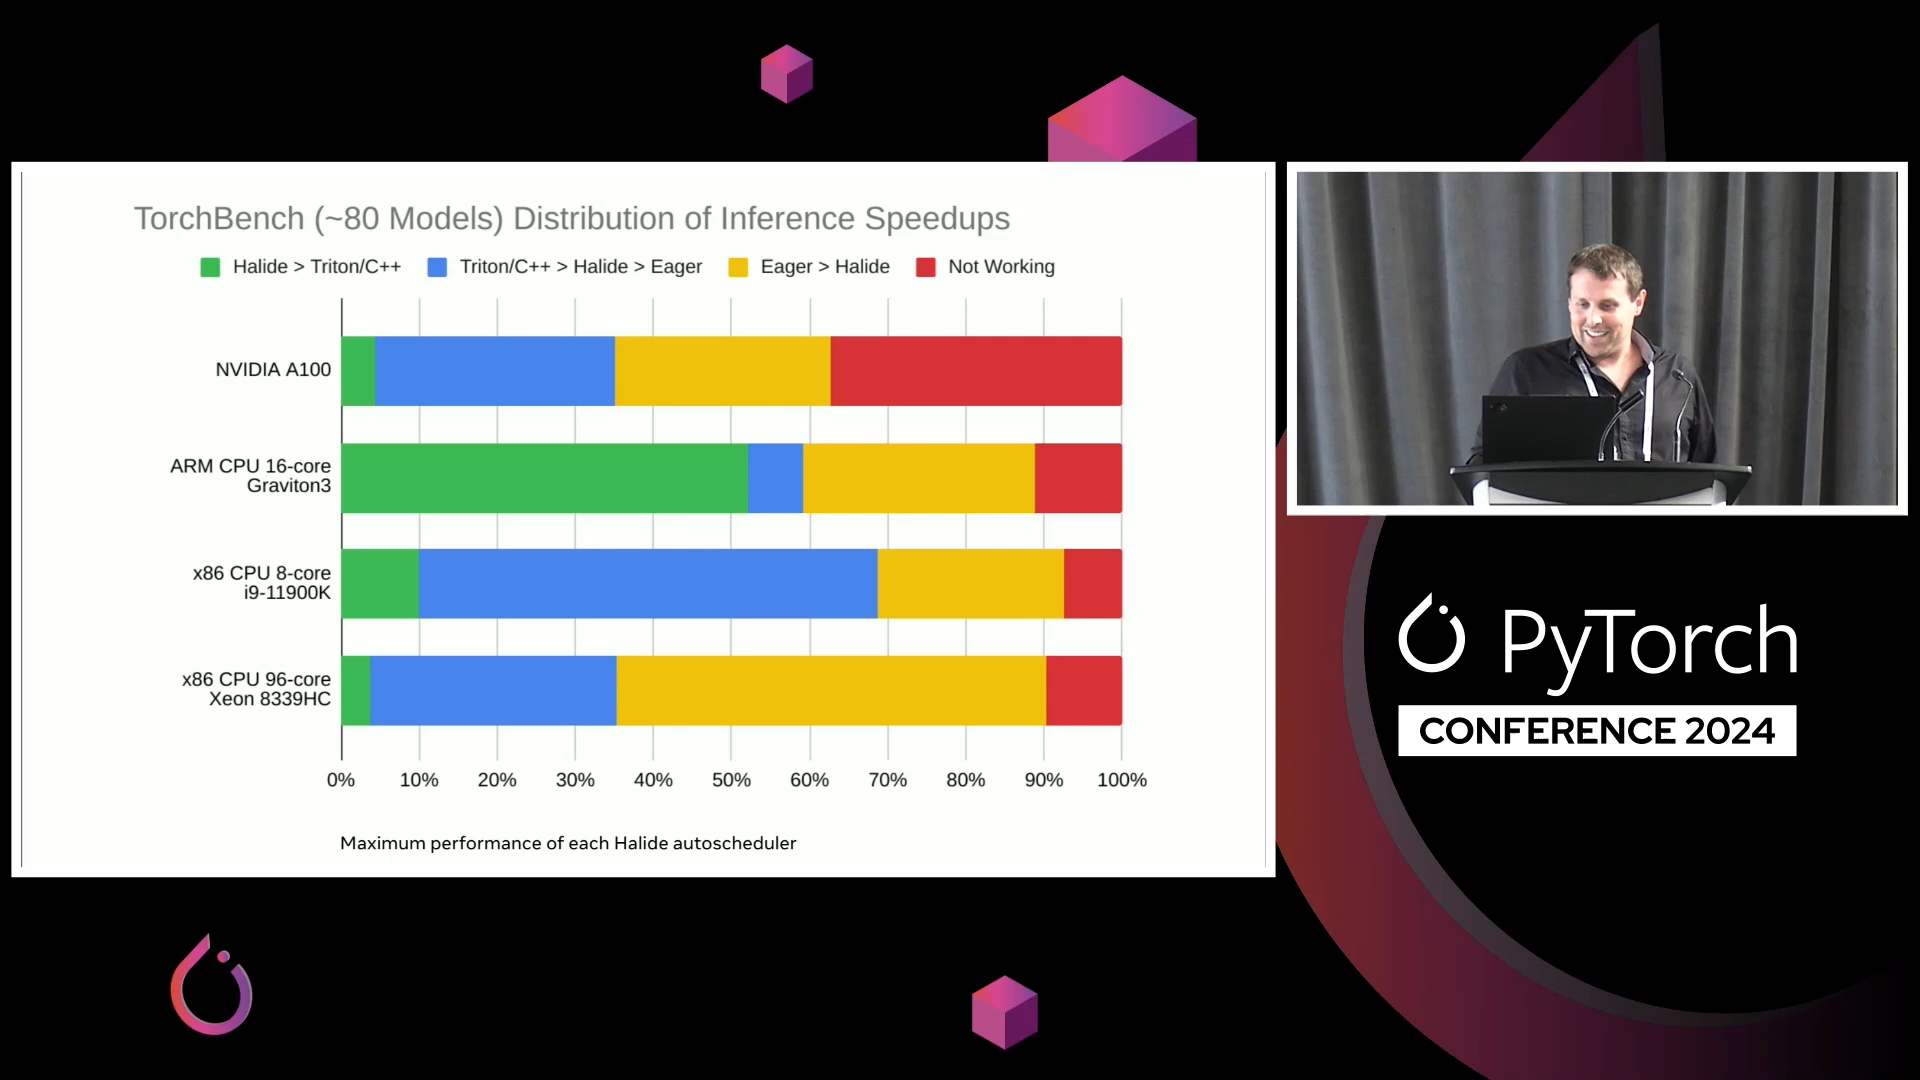 TorchBench (~80 Models) Distribution of Inference Speedups
Halide > Triton/C++ Triton/C++ > Halide > Eager Eager > Halide Not Working
NVIDIA A100
ARM CPU 16-core
Graviton3
x86 CPU 8-core
i9-11900K
x86 CPU 96-core
Xeon 8339HC
0% 10% 20% 30% 40% 50% 60% 70% 80% 90% 100%
Maximum performance of each Halide autoscheduler
PyTorch
CONFERENCE 2024